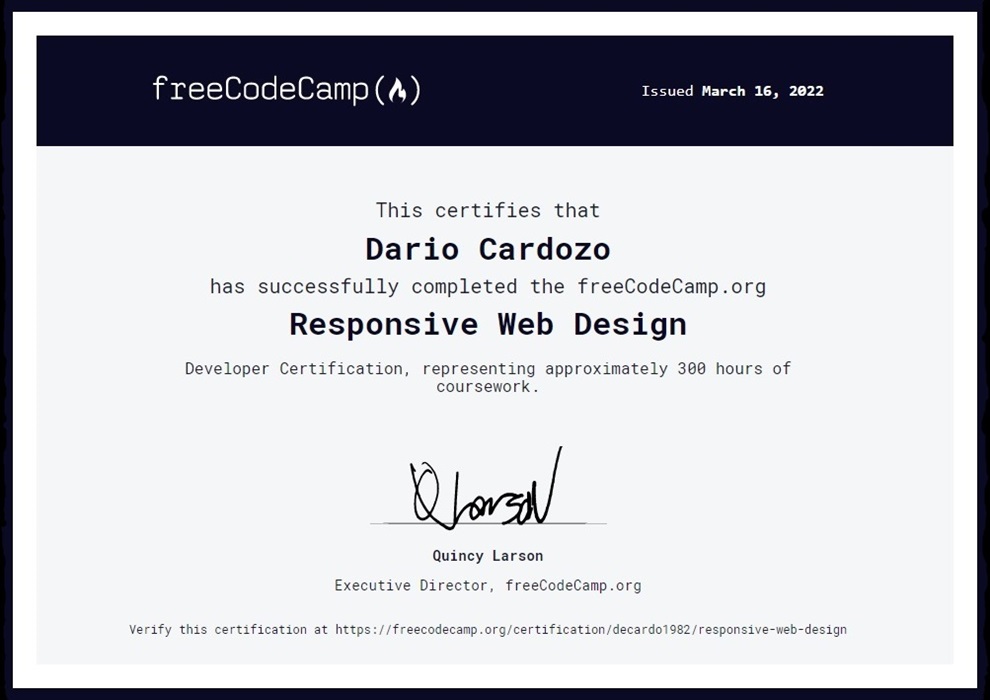 freeCodeCamp(🔥)
Issued March 16, 2022
This certifies that
Dario Cardozo
has successfully completed the freeCodeCamp.org
Responsive Web Design
Developer Certification, representing approximately 300 hours of
coursework.
Q Larson
Quincy Larson
Executive Director, freeCodeCamp.org
Verify this certification at https://freecodecamp.org/certification/decardo1982/responsive-web-design